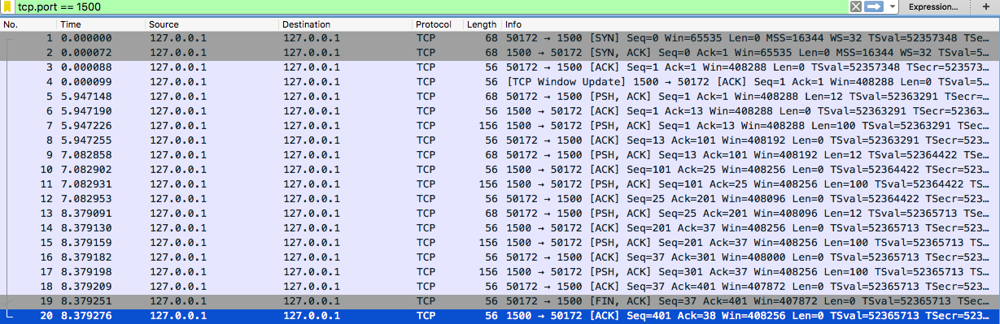 tcp.port == 1500 Expression... +
No. Time Source Destination Protocol Length Info
1 0.000000 127.0.0.1 127.0.0.1 TCP 68 50172 → 1500 [SYN] Seq=0 Win=65535 Len=0 MSS=16344 WS=32 TSval=52357348 TSe…
2 0.000072 127.0.0.1 127.0.0.1 TCP 68 1500 → 50172 [SYN, ACK] Seq=0 Ack=1 Win=65535 Len=0 MSS=16344 WS=32 TSval=5…
3 0.000088 127.0.0.1 127.0.0.1 TCP 56 50172 → 1500 [ACK] Seq=1 Ack=1 Win=408288 Len=0 TSval=52357348 TSecr=523573…
4 0.000099 127.0.0.1 127.0.0.1 TCP 56 [TCP Window Update] 1500 → 50172 [ACK] Seq=1 Ack=1 Win=408288 Len=0 TSval=5…
5 5.947148 127.0.0.1 127.0.0.1 TCP 68 50172 → 1500 [PSH, ACK] Seq=1 Ack=1 Win=408288 Len=12 TSval=52363291 TSecr=…
6 5.947190 127.0.0.1 127.0.0.1 TCP 56 1500 → 50172 [ACK] Seq=1 Ack=13 Win=408288 Len=0 TSval=52363291 TSecr=52363…
7 5.947226 127.0.0.1 127.0.0.1 TCP 156 1500 → 50172 [PSH, ACK] Seq=1 Ack=13 Win=408288 Len=100 TSval=52363291 TSec…
8 5.947255 127.0.0.1 127.0.0.1 TCP 56 50172 → 1500 [ACK] Seq=13 Ack=101 Win=408192 Len=0 TSval=52363291 TSecr=523…
9 7.082858 127.0.0.1 127.0.0.1 TCP 68 50172 → 1500 [PSH, ACK] Seq=13 Ack=101 Win=408192 Len=12 TSval=52364422 TSe…
10 7.082902 127.0.0.1 127.0.0.1 TCP 56 1500 → 50172 [ACK] Seq=101 Ack=25 Win=408256 Len=0 TSval=52364422 TSecr=523…
11 7.082931 127.0.0.1 127.0.0.1 TCP 156 1500 → 50172 [PSH, ACK] Seq=101 Ack=25 Win=408256 Len=100 TSval=52364422 TS…
12 7.082953 127.0.0.1 127.0.0.1 TCP 56 50172 → 1500 [ACK] Seq=25 Ack=201 Win=408096 Len=0 TSval=52364422 TSecr=523…
13 8.379091 127.0.0.1 127.0.0.1 TCP 68 50172 → 1500 [PSH, ACK] Seq=25 Ack=201 Win=408096 Len=12 TSval=52365713 TSe…
14 8.379130 127.0.0.1 127.0.0.1 TCP 56 1500 → 50172 [ACK] Seq=201 Ack=37 Win=408256 Len=0 TSval=52365713 TSecr=523…
15 8.379159 127.0.0.1 127.0.0.1 TCP 156 1500 → 50172 [PSH, ACK] Seq=201 Ack=37 Win=408256 Len=100 TSval=52365713 TS…
16 8.379182 127.0.0.1 127.0.0.1 TCP 56 50172 → 1500 [ACK] Seq=37 Ack=301 Win=408000 Len=0 TSval=52365713 TSecr=523…
17 8.379198 127.0.0.1 127.0.0.1 TCP 156 1500 → 50172 [PSH, ACK] Seq=301 Ack=37 Win=408256 Len=100 TSval=52365713 TS…
18 8.379209 127.0.0.1 127.0.0.1 TCP 56 50172 → 1500 [ACK] Seq=37 Ack=401 Win=407872 Len=0 TSval=52365713 TSecr=523…
19 8.379251 127.0.0.1 127.0.0.1 TCP 56 50172 → 1500 [FIN, ACK] Seq=37 Ack=401 Win=407872 Len=0 TSval=52365713 TSec…
20 8.379276 127.0.0.1 127.0.0.1 TCP 56 1500 → 50172 [ACK] Seq=401 Ack=38 Win=408256 Len=0 TSval=52365713 TSecr=523…